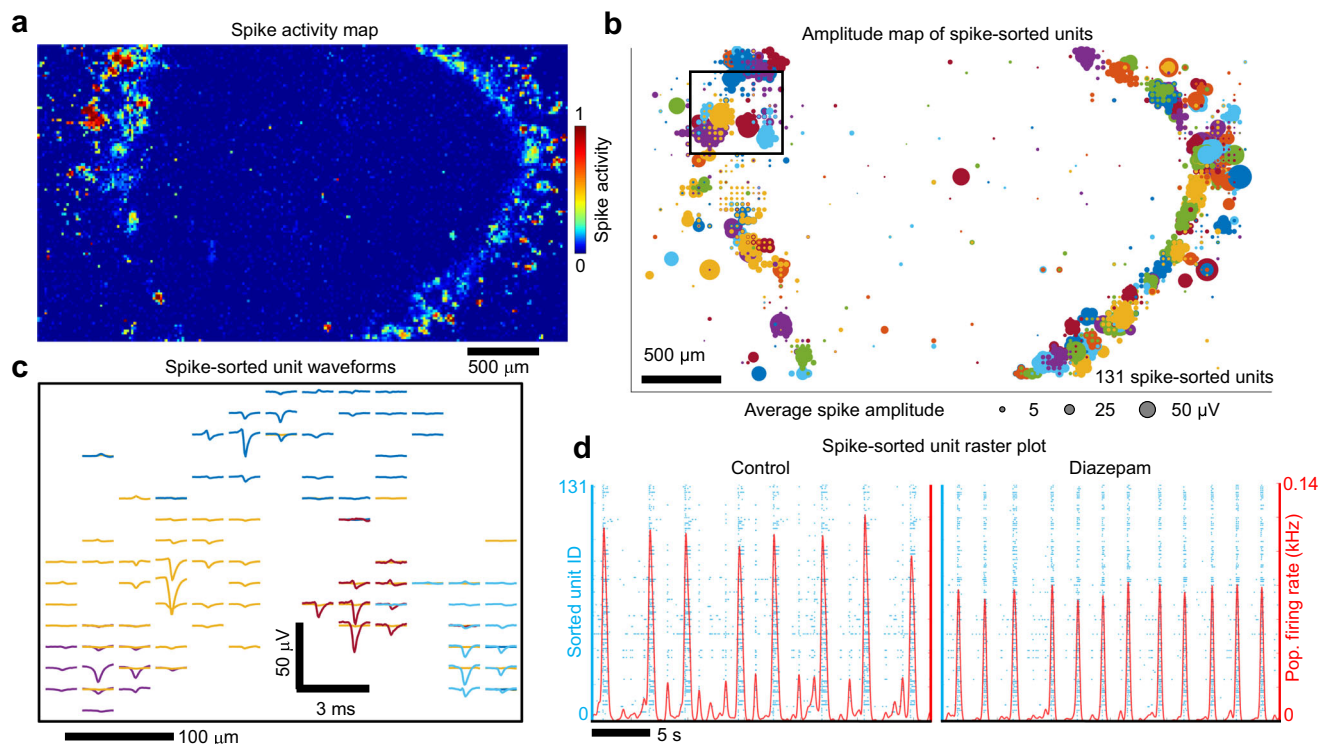 a
Spike activity map
1
0
Spike activity
500 μm
b
Amplitude map of spike-sorted units
500 μm
131 spike-sorted units
Average spike amplitude
5
25
50 μV
c
Spike-sorted unit waveforms
50 μV
3 ms
100 μm
d
Spike-sorted unit raster plot
Control
Diazepam
131
0
Sorted unit ID
0.14
0
Pop. firing rate (kHz)
5 s